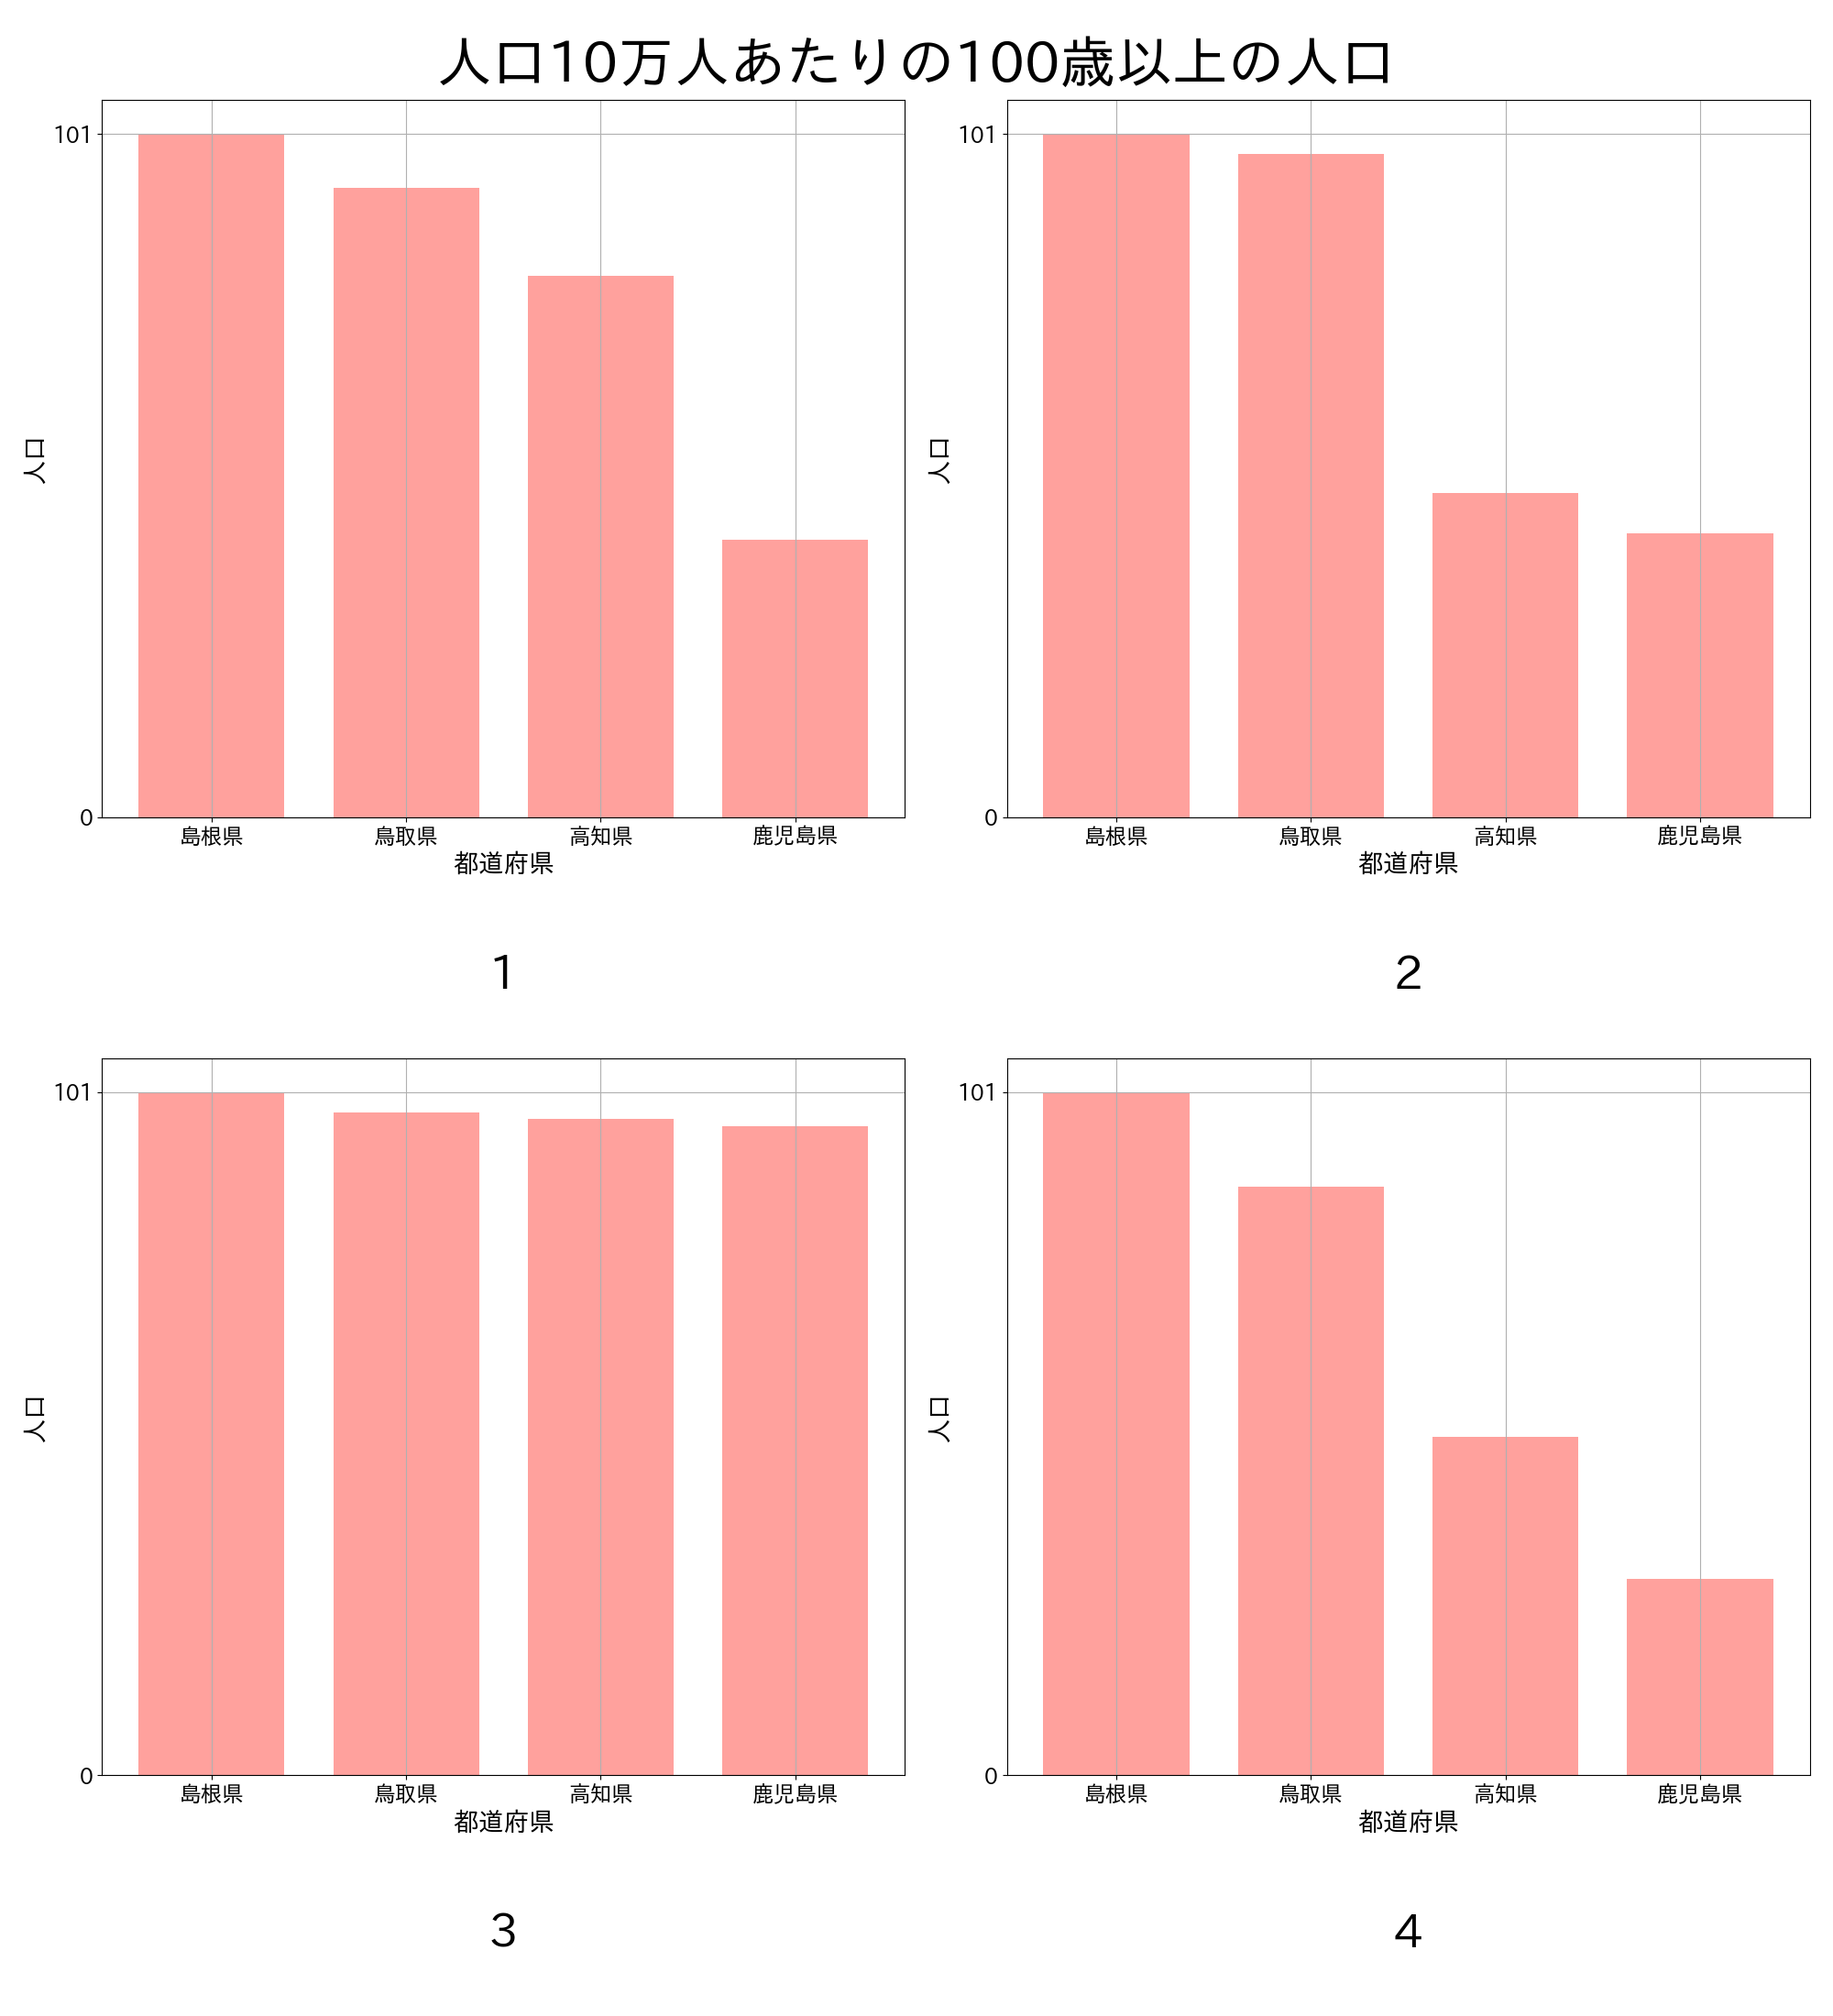 人口10万人あたりの100歳以上の人口
101
0
人口
島根県 鳥取県 高知県 鹿児島県
都道府県
1
101
0
人口
島根県 鳥取県 高知県 鹿児島県
都道府県
2
101
0
人口
島根県 鳥取県 高知県 鹿児島県
都道府県
3
101
0
人口
島根県 鳥取県 高知県 鹿児島県
都道府県
4